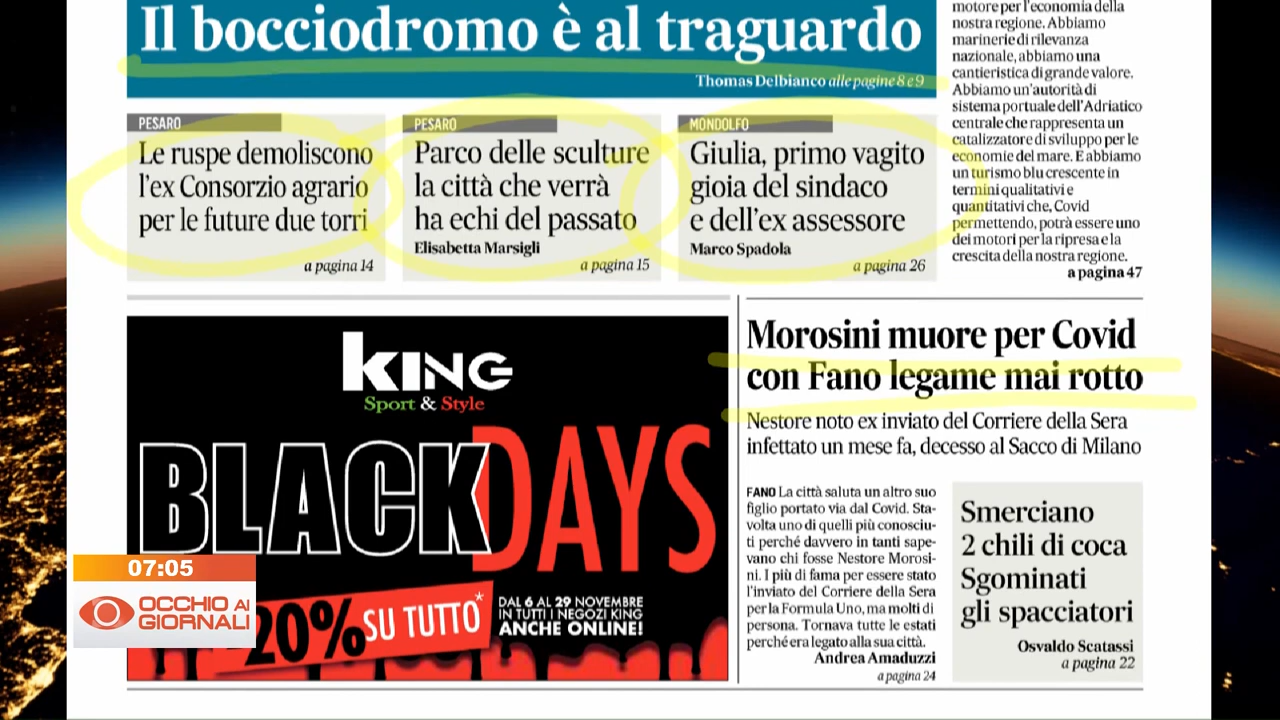 Il bocciodromo è al traguardo
Thomas Delbianco alle pagine 8 e 9
PESARO
Le ruspe demoliscono
l'ex Consorzio agrario
per le future due torri
a pagina 14
PESARO
Parco delle sculture
la città che verrà
ha echi del passato
Elisabetta Marsigli
a pagina 15
MONDOLFO
Giulia, primo vagito
gioia del sindaco
e dell'ex assessore
Marco Spadola
a pagina 26
motore per l'economia della
nostra regione. Abbiamo
marinerie di rilevanza
nazionale, abbiamo una
cantieristica di grande valore.
Abbiamo un'autorità di
sistema portuale dell'Adriatico
centrale che rappresenta un
catalizzatore di sviluppo per le
economie del mare. E abbiamo
un turismo blu crescente in
termini qualitativi e
quantitativi che, Covid
permettendo, potrà essere uno
dei motori per la ripresa e la
crescita della nostra regione.
a pagina 47
KING
Sport & Style
BLACK DAYS
-20% SU TUTTO*
DAL 6 AL 29 NOVEMBRE
IN TUTTI I NEGOZI KING
ANCHE ONLINE!
Morosini muore per Covid
con Fano legame mai rotto
Nestore noto ex inviato del Corriere della Sera
infettato un mese fa, decesso al Sacco di Milano
FANO La città saluta un altro suo
figlio portato via dal Covid. Sta-
volta uno di quelli più conosciu-
ti perché davvero in tanti sape-
vano chi fosse Nestore Morosi-
ni. I più di fama per essere stato
l'inviato del Corriere della Sera
per la Formula Uno, ma molti di
persona. Tornava tutte le estati
perché era legato alla sua città.
Andrea Amaduzzi
a pagina 24
Smerciano
2 chili di coca
Sgominati
gli spacciatori
Osvaldo Scatassi
a pagina 22
07:05
OCCHIO AI
GIORNALI